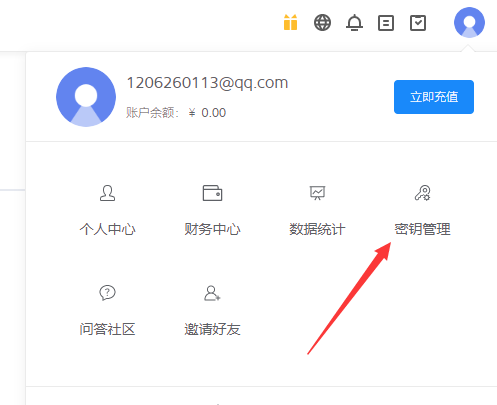 1206260113@qq.com
账户余额： ¥ 0.00
立即充值
个人中心 财务中心 数据统计 密钥管理
问答社区 邀请好友